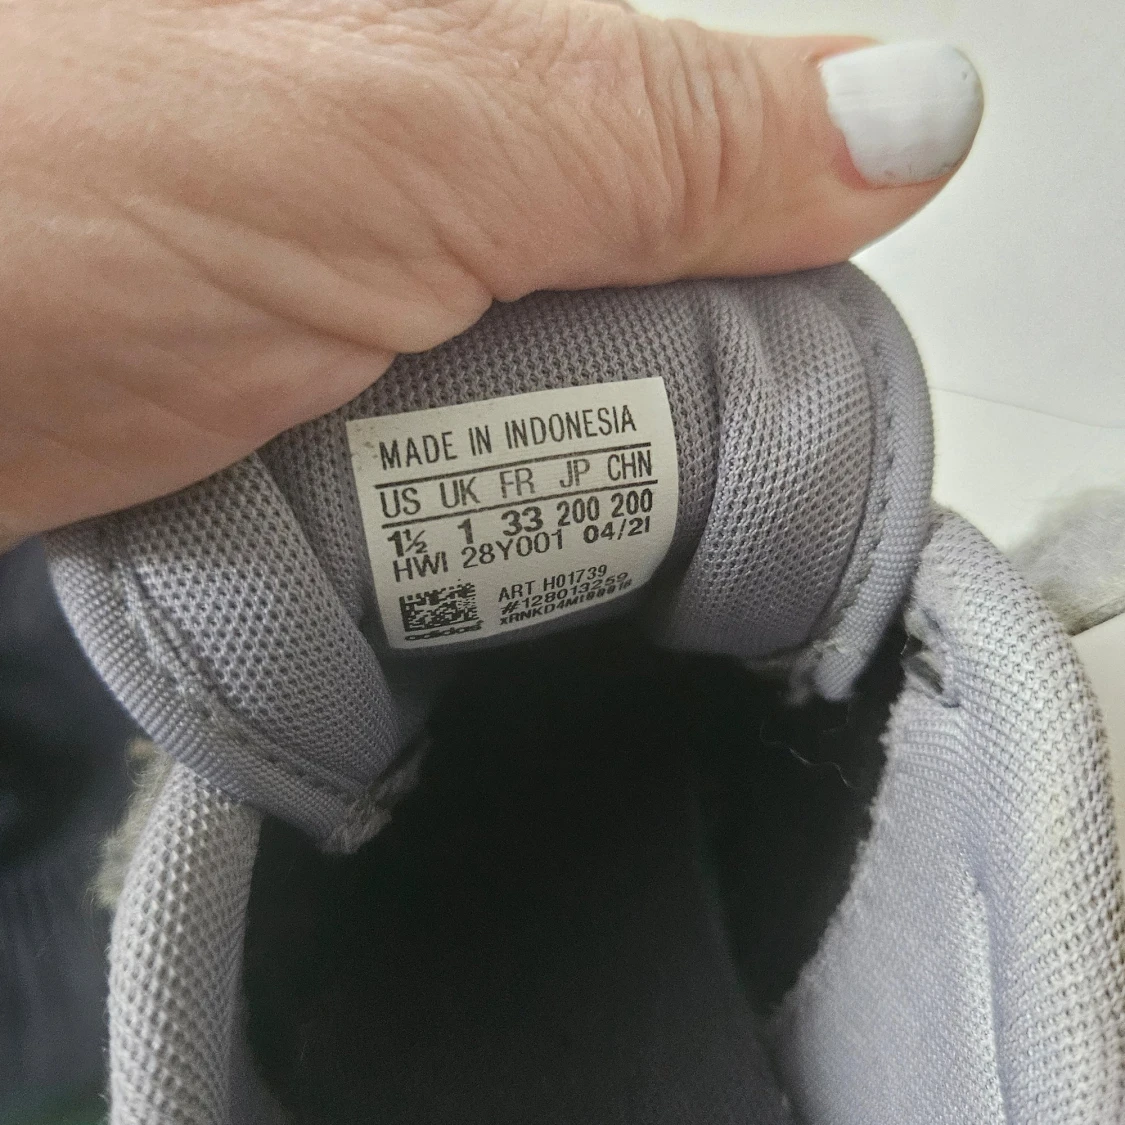 MADE IN INDONESIA
US UK FR JP CHN
1½ 1 33 200 200
HWI 28Y001 04/21
ART H01739
#128013259
adidas